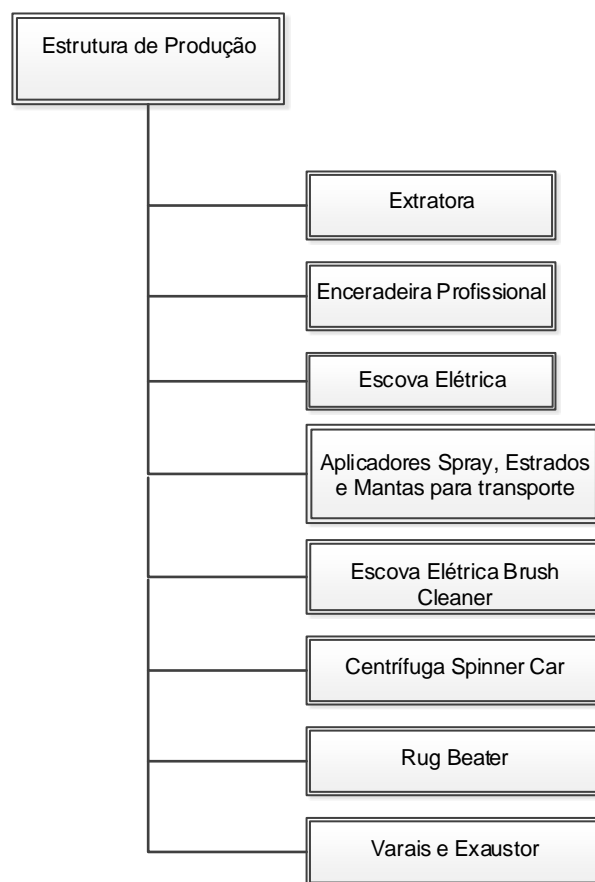 Estrutura de Produção
Extratora
Enceradeira Profissional
Escova Elétrica
Aplicadores Spray, Estrados
e Mantas para transporte
Escova Elétrica Brush
Cleaner
Centrífuga Spinner Car
Rug Beater
Varais e Exaustor